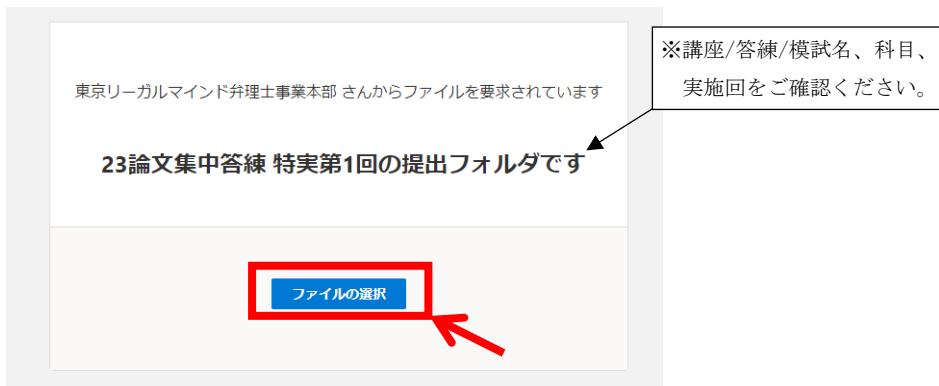 ※講座/答練/模試名、科目、
実施回をご確認ください。
東京リーガルマインド弁理士事業本部 さんからファイルを要求されています
23論文集中答練 特実第1回の提出フォルダです
ファイルの選択